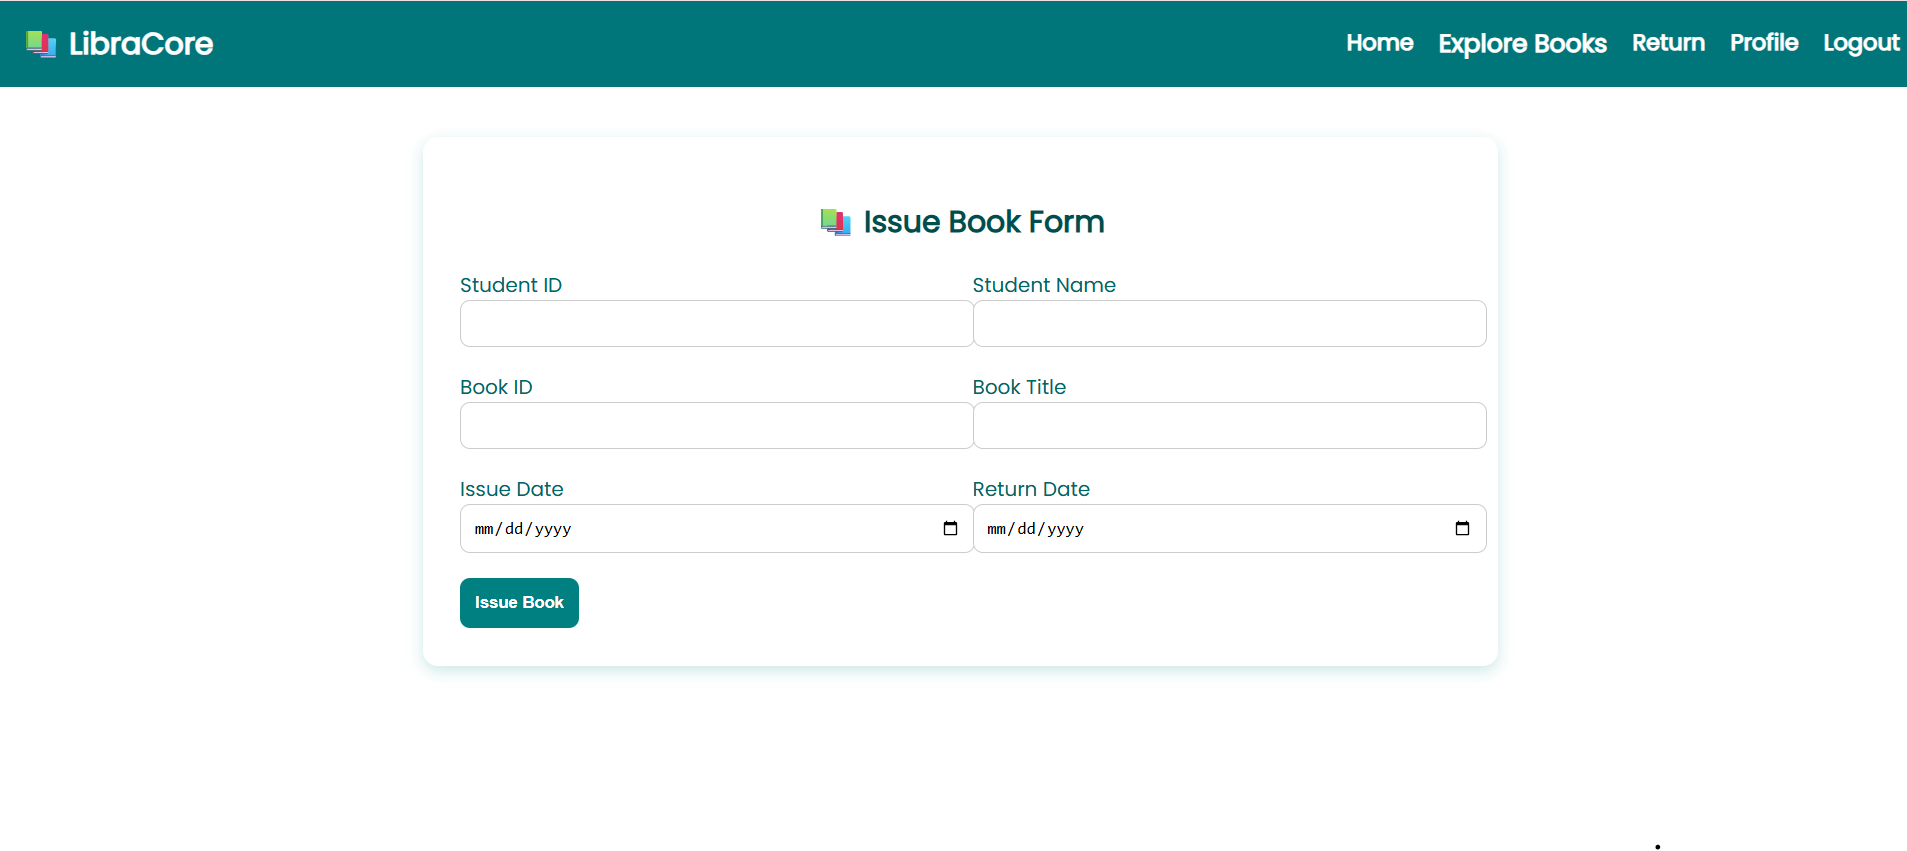 LibraCore Home Explore Books Return Profile Logout
Issue Book Form
Student ID Student Name
Book ID Book Title
Issue Date Return Date
mm/dd/yyyy mm/dd/yyyy
Issue Book